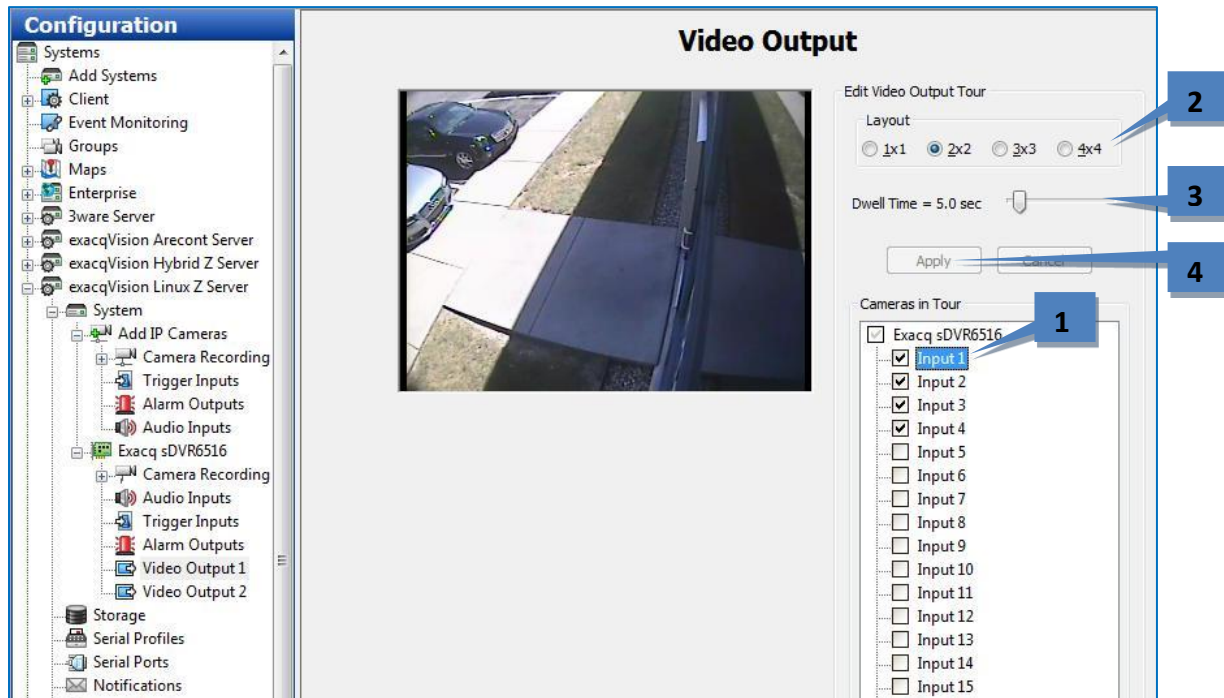 Configuration
Systems
Add Systems
Client
Event Monitoring
Groups
Maps
Enterprise
3ware Server
exacqVision Arecont Server
exacqVision Hybrid Z Server
exacqVision Linux Z Server
System
Add IP Cameras
Camera Recording
Trigger Inputs
Alarm Outputs
Audio Inputs
Exacq sDVR6516
Camera Recording
Audio Inputs
Trigger Inputs
Alarm Outputs
Video Output 1
Video Output 2
Storage
Serial Profiles
Serial Ports
Notifications
Video Output
Edit Video Output Tour
Layout
1x1 2x2 3x3 4x4
2
Dwell Time = 5.0 sec
3
Apply Cancel
4
Cameras in Tour
1
Exacq sDVR6516
Input 1
Input 2
Input 3
Input 4
Input 5
Input 6
Input 7
Input 8
Input 9
Input 10
Input 11
Input 12
Input 13
Input 14
Input 15